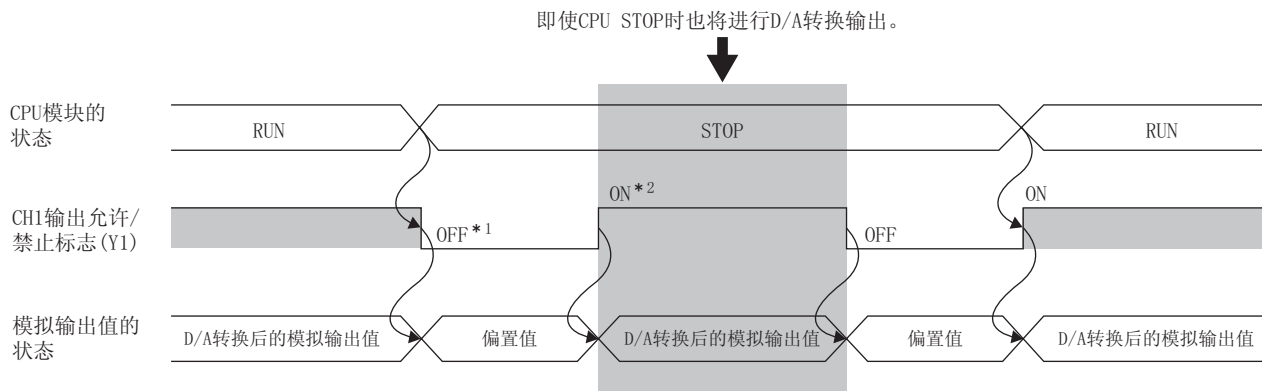 即使CPU STOP时也将进行D/A转换输出。
CPU模块的
状态
RUN
STOP
RUN
CH1输出允许/
禁止标志(Y1)
OFF*1
ON*2
OFF
ON
模拟输出值的
状态
D/A转换后的模拟输出值
偏置值
D/A转换后的模拟输出值
偏置值
D/A转换后的模拟输出值